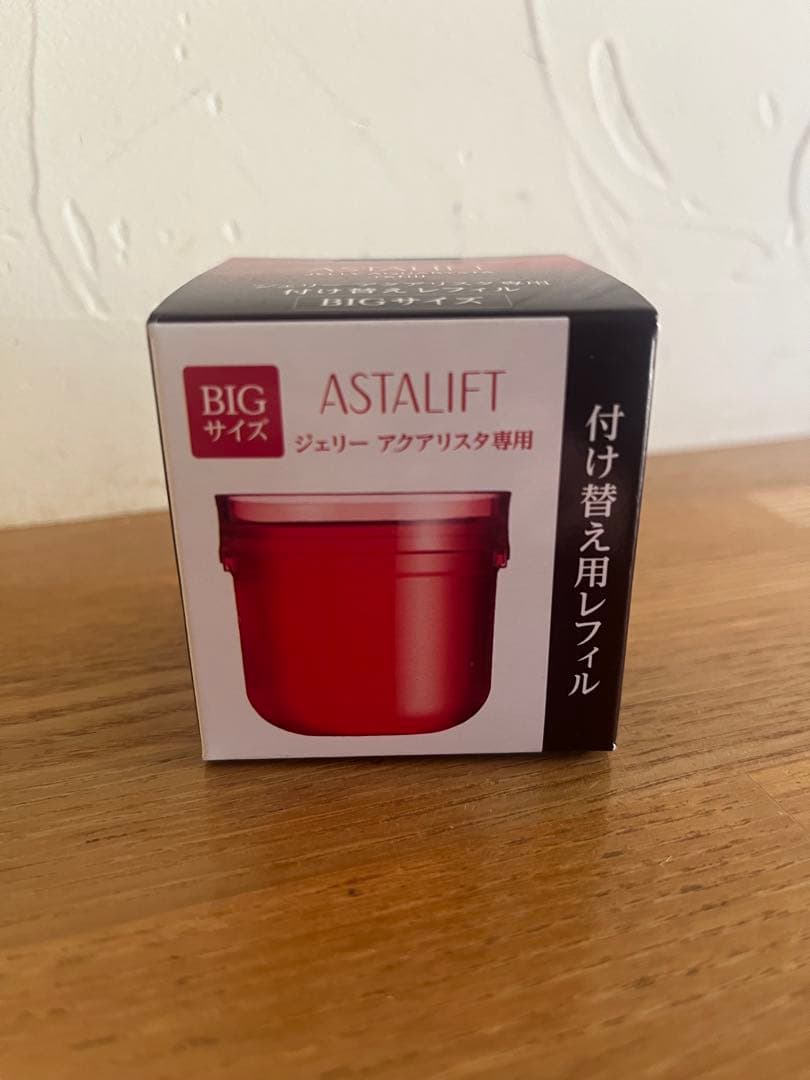 ASTALIFT
ジェリー アクアリスタ専用
付け替えレフィル
BIGサイズ
BIG
サイズ
ASTALIFT
ジェリー アクアリスタ専用
付け替え用レフィル